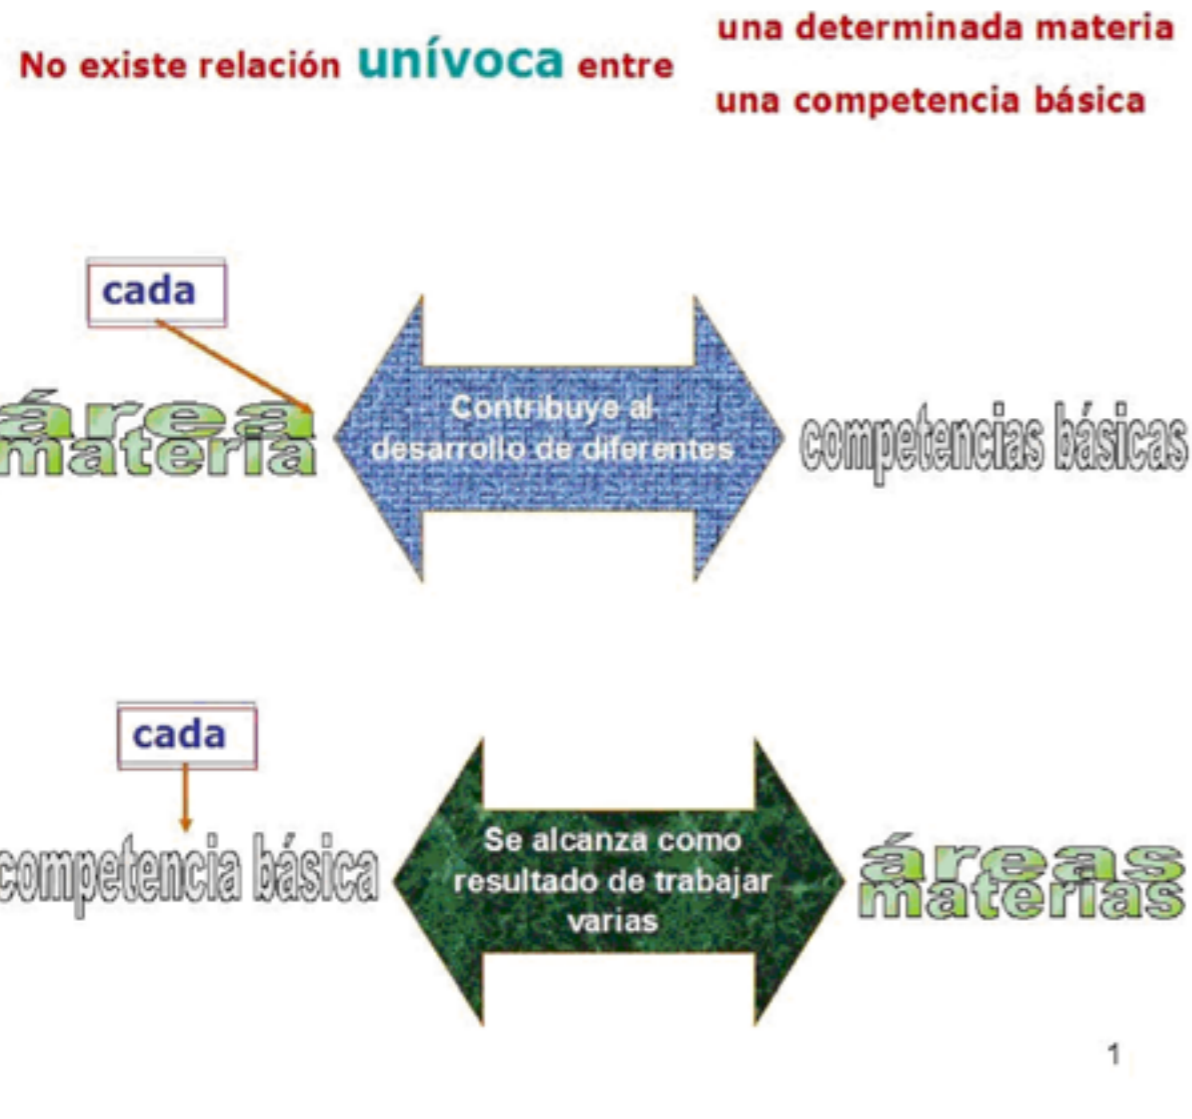 una determinada materia
No existe relación unívoca entre
una competencia básica
cada
área
materia
Contribuye al
desarrollo de diferentes
competencias básicas
cada
competencia básica
Se alcanza como
resultado de trabajar
varias
áreas
materias
1